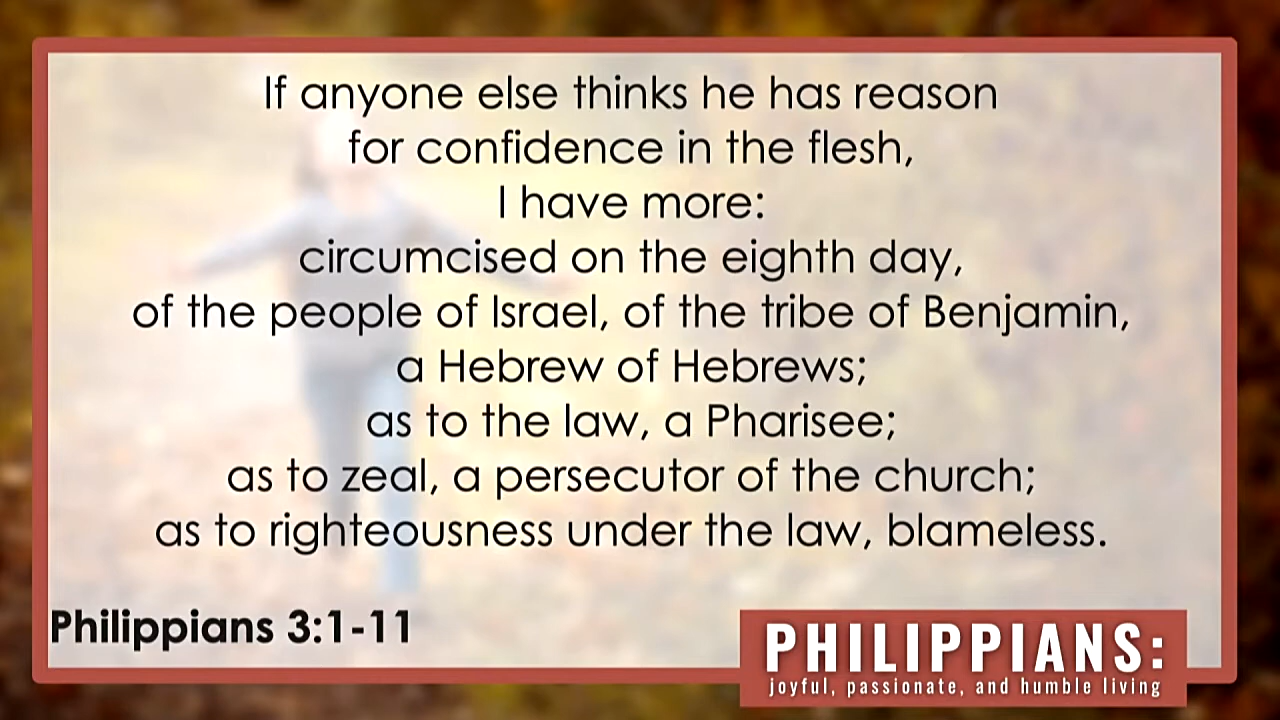 If anyone else thinks he has reason
for confidence in the flesh,
I have more:
circumcised on the eighth day,
of the people of Israel, of the tribe of Benjamin,
a Hebrew of Hebrews;
as to the law, a Pharisee;
as to zeal, a persecutor of the church;
as to righteousness under the law, blameless.
Philippians 3:1-11
PHILIPPIANS:
joyful, passionate, and humble living